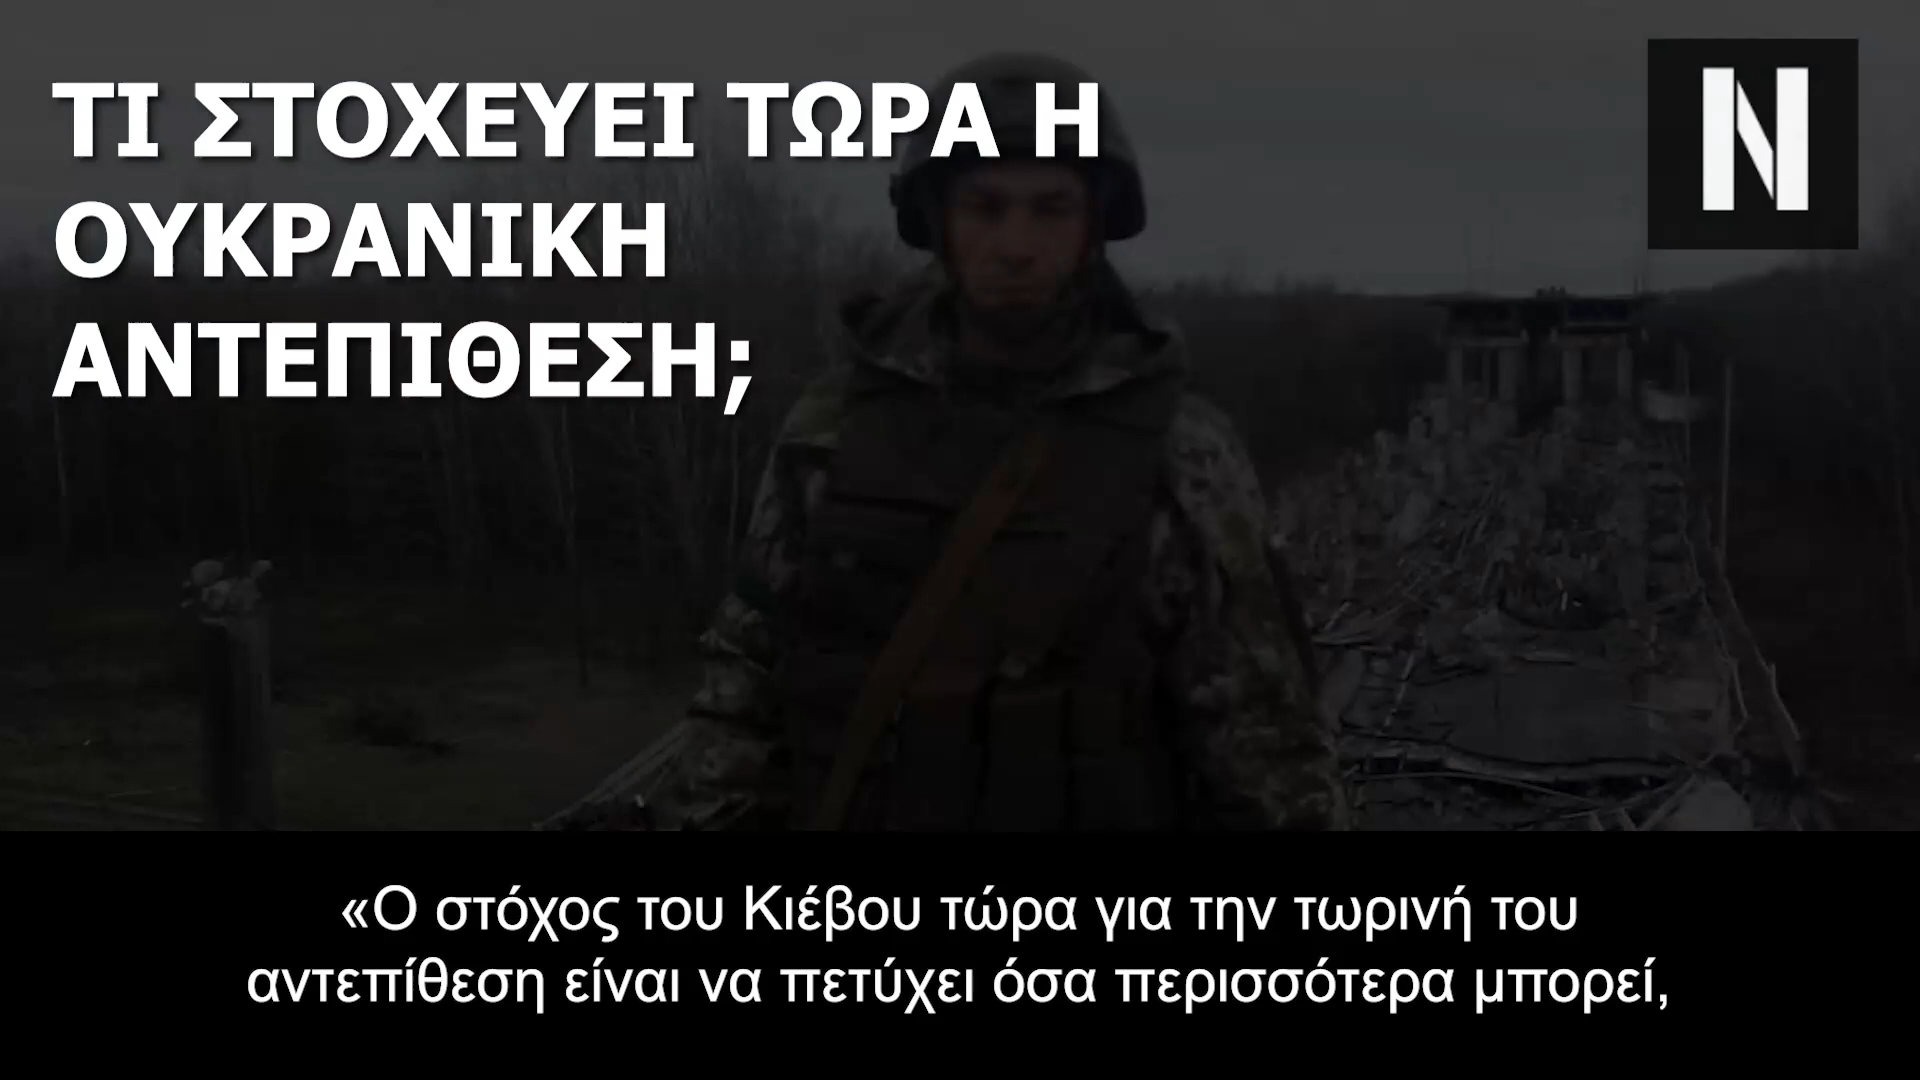 ΤΙ ΣΤΟΧΕΥΕΙ ΤΩΡΑ Η
ΟΥΚΡΑΝΙΚΗ
ΑΝΤΕΠΙΘΕΣΗ;
N
«Ο στόχος του Κιέβου τώρα για την τωρινή του
αντεπίθεση είναι να πετύχει όσα περισσότερα μπορεί,